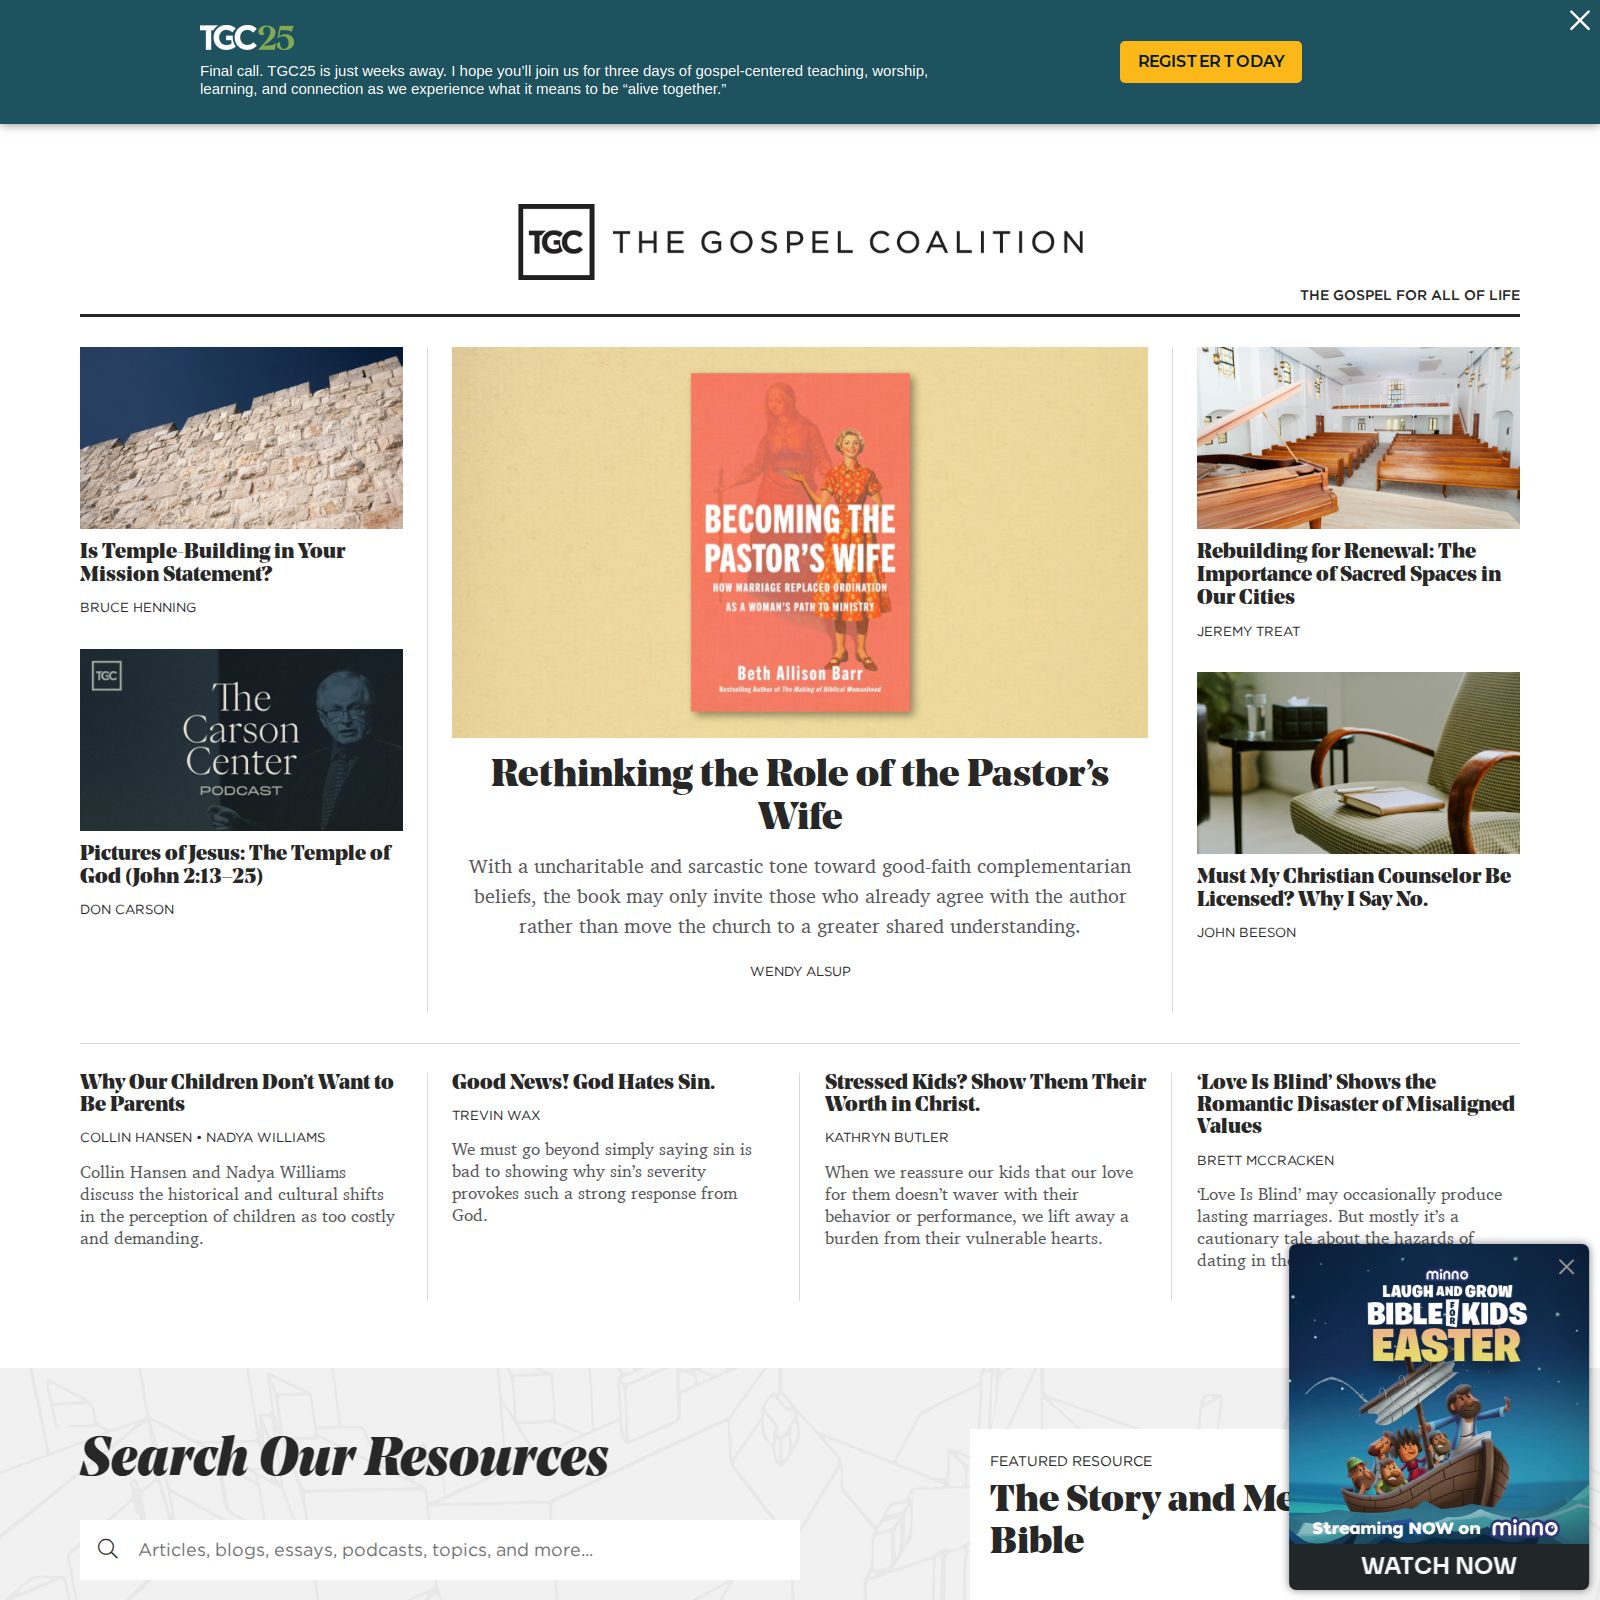 TGC25
Final call. TGC25 is just weeks away. I hope you’ll join us for three days of gospel-centered teaching, worship,
learning, and connection as we experience what it means to be “alive together.”
REGISTER TODAY
TGC THE GOSPEL COALITION
THE GOSPEL FOR ALL OF LIFE
Is Temple-Building in Your
Mission Statement?
BRUCE HENNING
TGC
The
Carson
Center
PODCAST
Pictures of Jesus: The Temple of
God (John 2:13–25)
DON CARSON
BECOMING THE
PASTOR'S WIFE
HOW MARRIAGE REPLACED ORDINATION
AS A WOMAN'S PATH TO MINISTRY
Beth Allison Barr
Bestselling Author of The Making of Biblical Womanhood
Rethinking the Role of the Pastor’s
Wife
With a uncharitable and sarcastic tone toward good-faith complementarian
beliefs, the book may only invite those who already agree with the author
rather than move the church to a greater shared understanding.
WENDY ALSUP
Rebuilding for Renewal: The
Importance of Sacred Spaces in
Our Cities
JEREMY TREAT
Must My Christian Counselor Be
Licensed? Why I Say No.
JOHN BEESON
Why Our Children Don’t Want to
Be Parents
COLLIN HANSEN • NADYA WILLIAMS
Collin Hansen and Nadya Williams
discuss the historical and cultural shifts
in the perception of children as too costly
and demanding.
Good News! God Hates Sin.
TREVIN WAX
We must go beyond simply saying sin is
bad to showing why sin’s severity
provokes such a strong response from
God.
Stressed Kids? Show Them Their
Worth in Christ.
KATHRYN BUTLER
When we reassure our kids that our love
for them doesn’t waver with their
behavior or performance, we lift away a
burden from their vulnerable hearts.
‘Love Is Blind’ Shows the
Romantic Disaster of Misaligned
Values
BRETT MCCRACKEN
‘Love Is Blind’ may occasionally produce
lasting marriages. But mostly it’s a
cautionary tale about the hazards of
dating in
Search Our Resources
Articles, blogs, essays, podcasts, topics, and more...
FEATURED RESOURCE
The Story and
Bible
minno
LAUGH AND GROW
BIBLE FOR KIDS
EASTER
Streaming NOW on minno
WATCH NOW